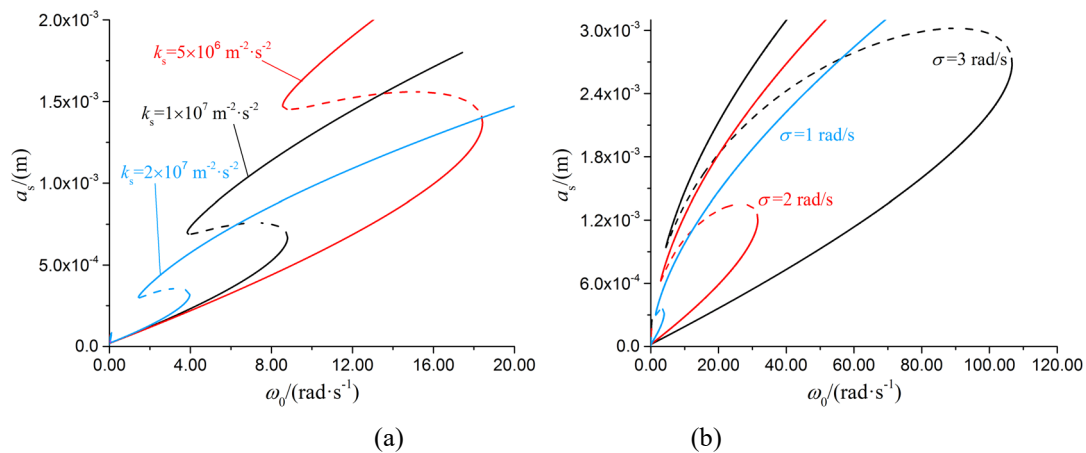 2.0x10⁻³
1.5x10⁻³
1.0x10⁻³
5.0x10⁻⁴
0.0
aₛ/(m)
kₛ=5×10⁶ m⁻²·s⁻²
kₛ=1×10⁷ m⁻²·s⁻²
kₛ=2×10⁷ m⁻²·s⁻²
0.00 4.00 8.00 12.00 16.00 20.00
ω₀/(rad·s⁻¹)
(a)
3.0x10⁻³
2.4x10⁻³
1.8x10⁻³
1.2x10⁻³
6.0x10⁻⁴
0.0
aₛ/(m)
σ=3 rad/s
σ=1 rad/s
σ=2 rad/s
0.00 20.00 40.00 60.00 80.00 100.00 120.00
ω₀/(rad·s⁻¹)
(b)